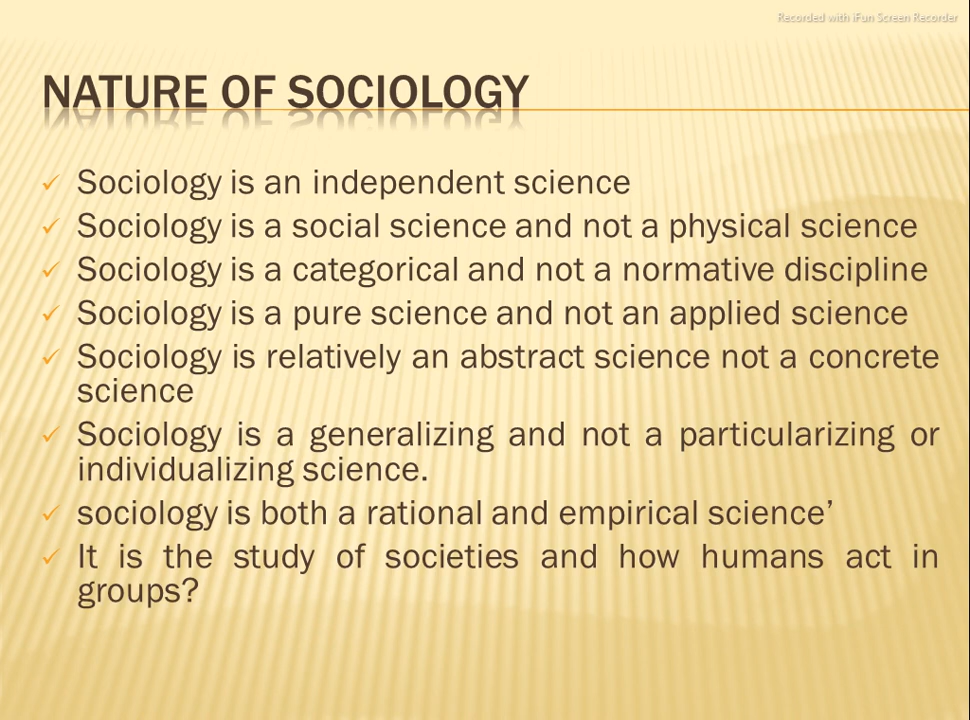 Recorded with iFun Screen Recorder
NATURE OF SOCIOLOGY
Sociology is an independent science
Sociology is a social science and not a physical science
Sociology is a categorical and not a normative discipline
Sociology is a pure science and not an applied science
Sociology is relatively an abstract science not a concrete
science
Sociology is a generalizing and not a particularizing or
individualizing science.
sociology is both a rational and empirical science’
It is the study of societies and how humans act in
groups?